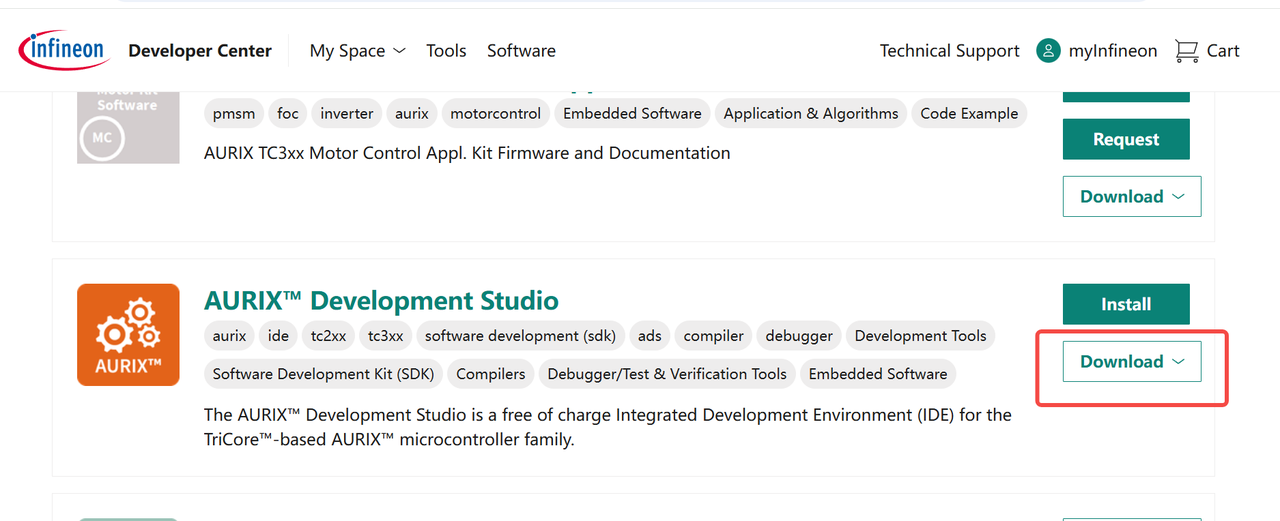 infineon Developer Center My Space Tools Software Technical Support myInfineon Cart
Software
MC
pmsm foc inverter aurix motorcontrol Embedded Software Application & Algorithms Code Example
AURIX TC3xx Motor Control Appl. Kit Firmware and Documentation
Request
Download
AURIX™
AURIX™ Development Studio
aurix ide tc2xx tc3xx software development (sdk) ads compiler debugger Development Tools
Software Development Kit (SDK) Compilers Debugger/Test & Verification Tools Embedded Software
The AURIX™ Development Studio is a free of charge Integrated Development Environment (IDE) for the
TriCore™-based AURIX™ microcontroller family.
Install
Download